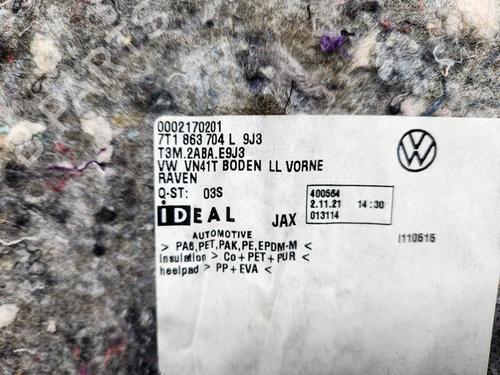 0002170201
7T1 863 704 L 9J3
T3M.2A8A.E9J3
VW VN41T BODEN LL VORNE
RAVEN
Q-ST: 03S
400564
2.11.21 14:30
013114
IDEAL JAX
AUTOMOTIVE
I110515
> PA6,PET,PAK,PE,EPDM-M <
insulation > Co+PET+PUR <
heelpad > PP+EVA <